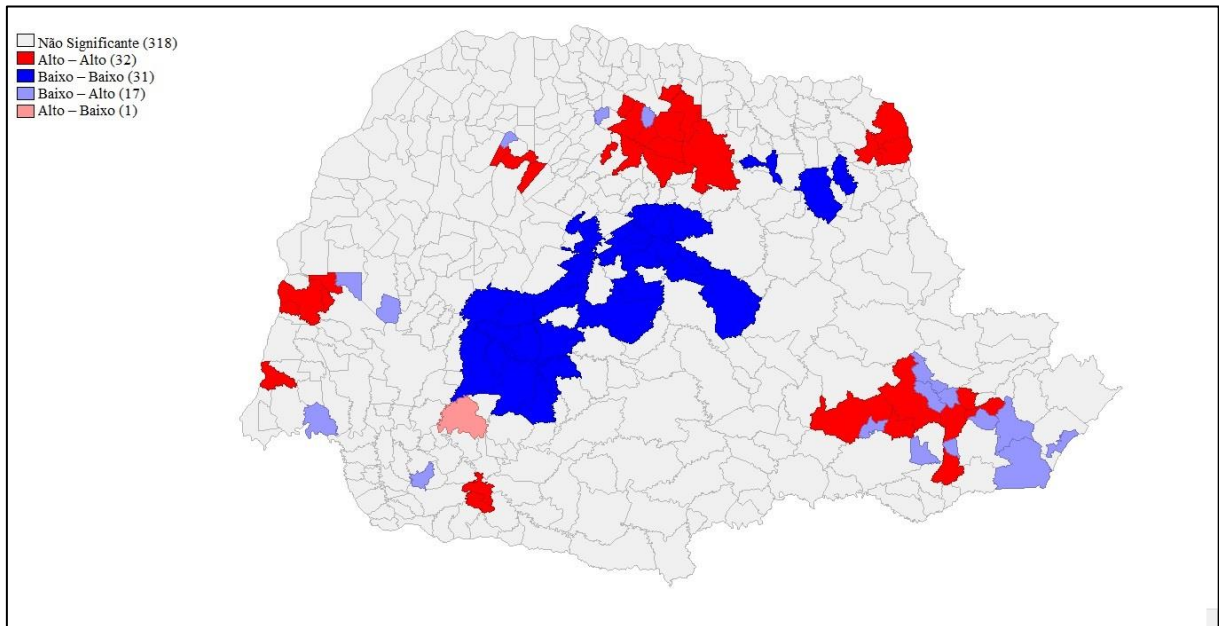 Não Significante (318)
Alto – Alto (32)
Baixo – Baixo (31)
Baixo – Alto (17)
Alto – Baixo (1)